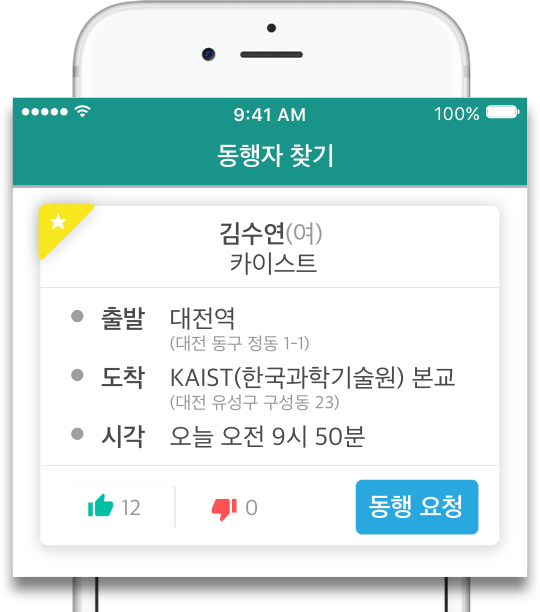 9:41 AM 100%
동행자 찾기
김수연(여)
카이스트
출발 대전역
(대전 동구 정동 1-1)
도착 KAIST(한국과학기술원) 본교
(대전 유성구 구성동 23)
시각 오늘 오전 9시 50분
12 0 동행 요청